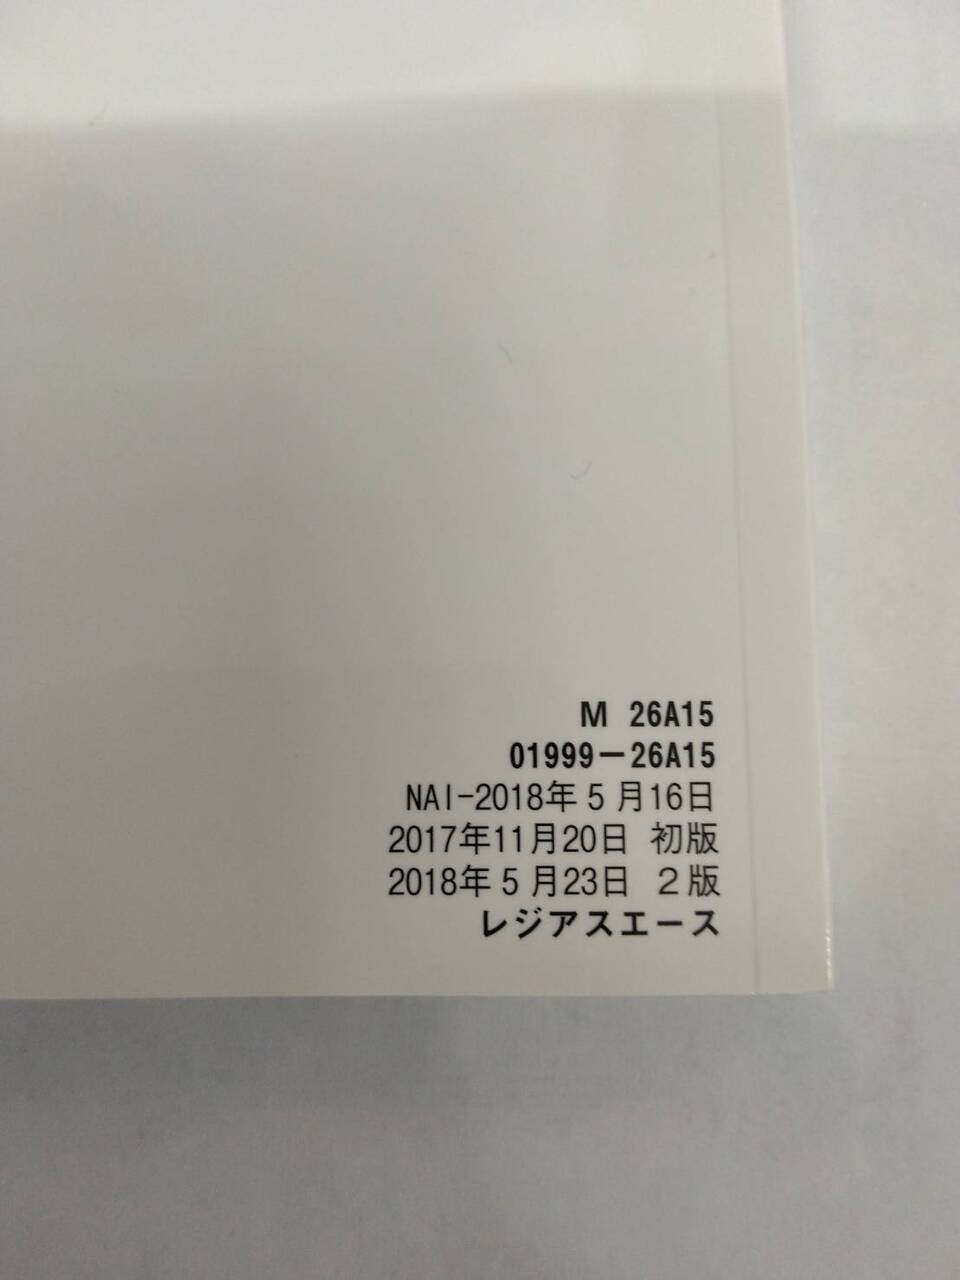 M 26A15
01999-26A15
NAI-2018年5月16日
2017年11月20日 初版
2018年5月23日 2版
レジアスエース